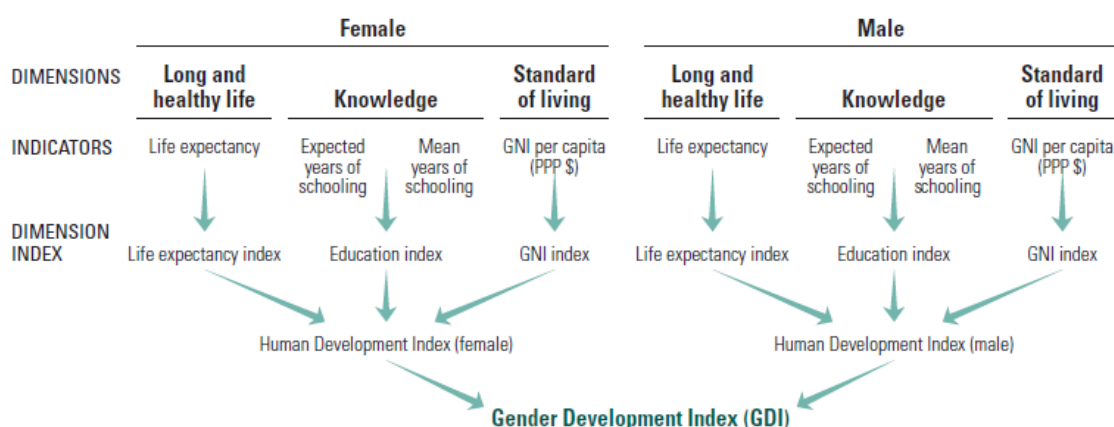 Female Male
DIMENSIONS Long and healthy life Knowledge Standard of living Long and healthy life Knowledge Standard of living
INDICATORS Life expectancy Expected years of schooling Mean years of schooling GNI per capita (PPP $) Life expectancy Expected years of schooling Mean years of schooling GNI per capita (PPP $)
DIMENSION INDEX Life expectancy index Education index GNI index Life expectancy index Education index GNI index
Human Development Index (female) Human Development Index (male)
Gender Development Index (GDI)